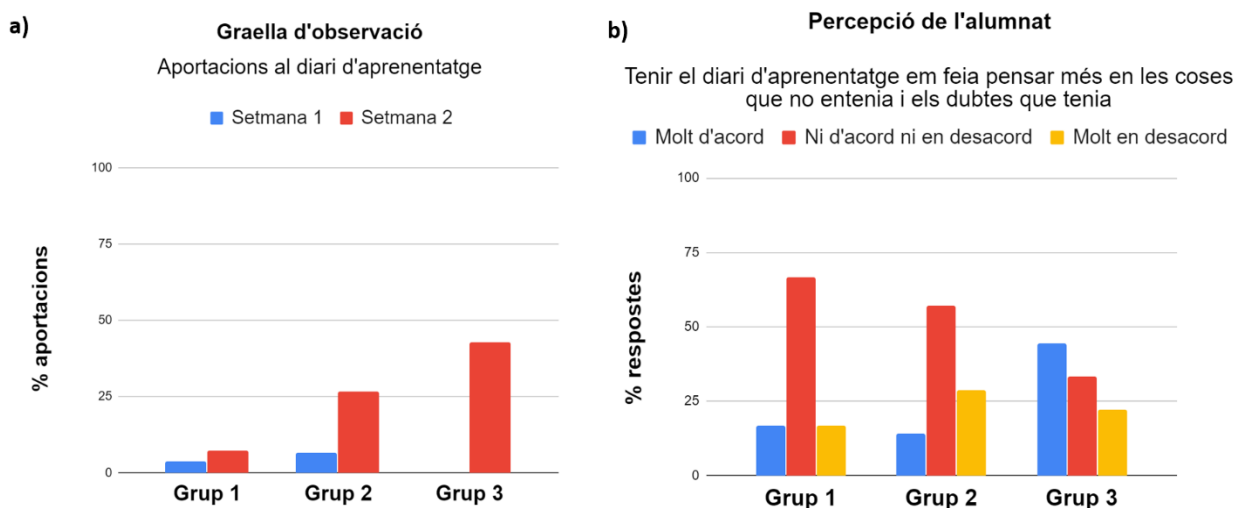 a)
Graella d'observació
Aportacions al diari d'aprenentatge
Setmana 1 Setmana 2
100
75
50
25
0
% aportacions
Grup 1 Grup 2 Grup 3
b)
Percepció de l'alumnat
Tenir el diari d'aprenentatge em feia pensar més en les coses
que no entenia i els dubtes que tenia
Molt d'acord Ni d'acord ni en desacord Molt en desacord
100
75
50
25
0
% respostes
Grup 1 Grup 2 Grup 3